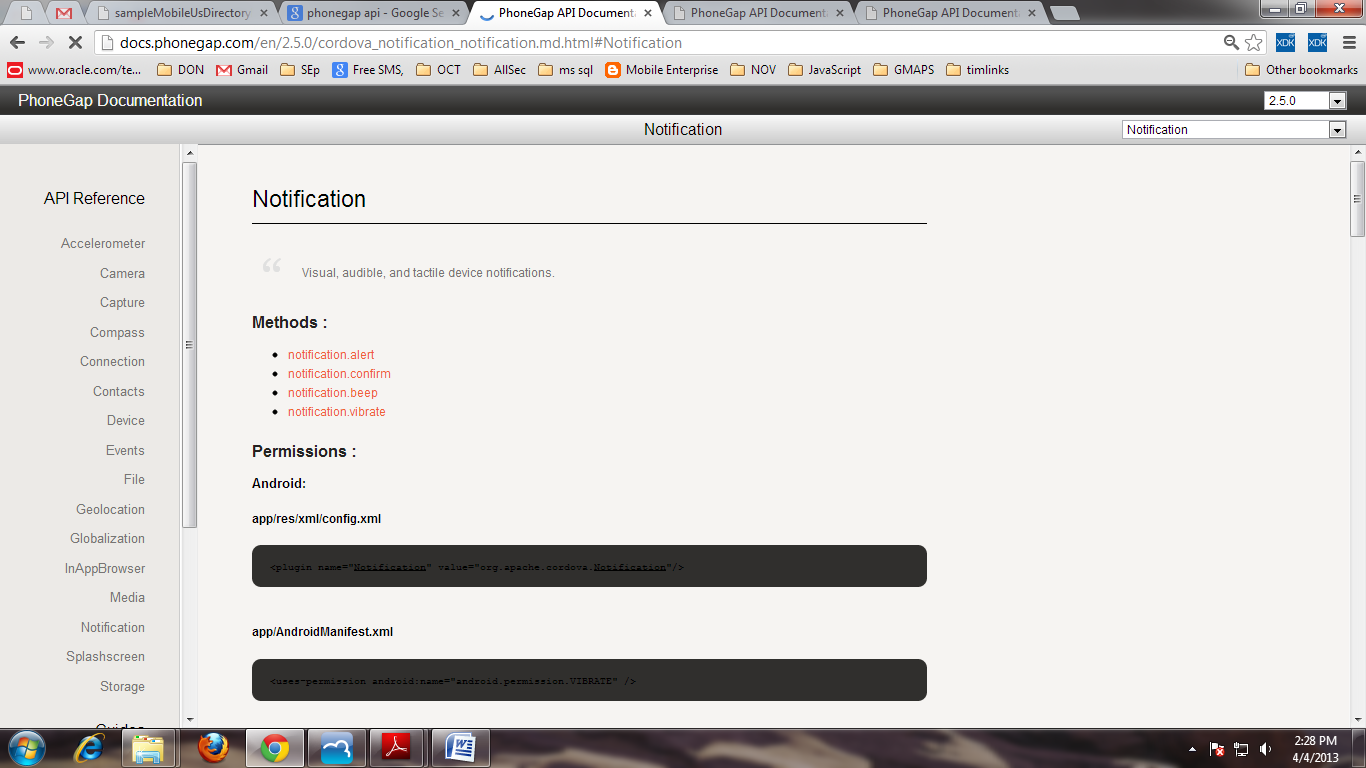 sampleMobileUsDirectory
phonegap api - Google Se
PhoneGap API Documenta
PhoneGap API Documenta
PhoneGap API Documenta
docs.phonegap.com/en/2.5.0/cordova_notification_notification.md.html#Notification
XDK
XDK
www.oracle.com/te...
DON
Gmail
SEp
Free SMS,
OCT
AllSec
ms sql
Mobile Enterprise
NOV
JavaScript
GMAPS
timlinks
Other bookmarks
PhoneGap Documentation
2.5.0
Notification
Notification
API Reference
Accelerometer
Camera
Capture
Compass
Connection
Contacts
Device
Events
File
Geolocation
Globalization
InAppBrowser
Media
Notification
Splashscreen
Storage
Guides
Notification
“ Visual, audible, and tactile device notifications.
Methods :
notification.alert
notification.confirm
notification.beep
notification.vibrate
Permissions :
Android:
app/res/xml/config.xml
<plugin name="Notification" value="org.apache.cordova.Notification"/>
app/AndroidManifest.xml
<uses-permission android:name="android.permission.VIBRATE" />
2:28 PM
4/4/2013